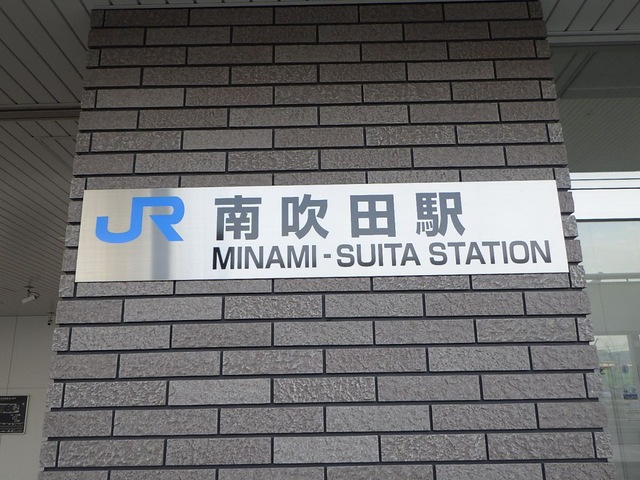 JR 南吹田駅
MINAMI-SUITA STATION